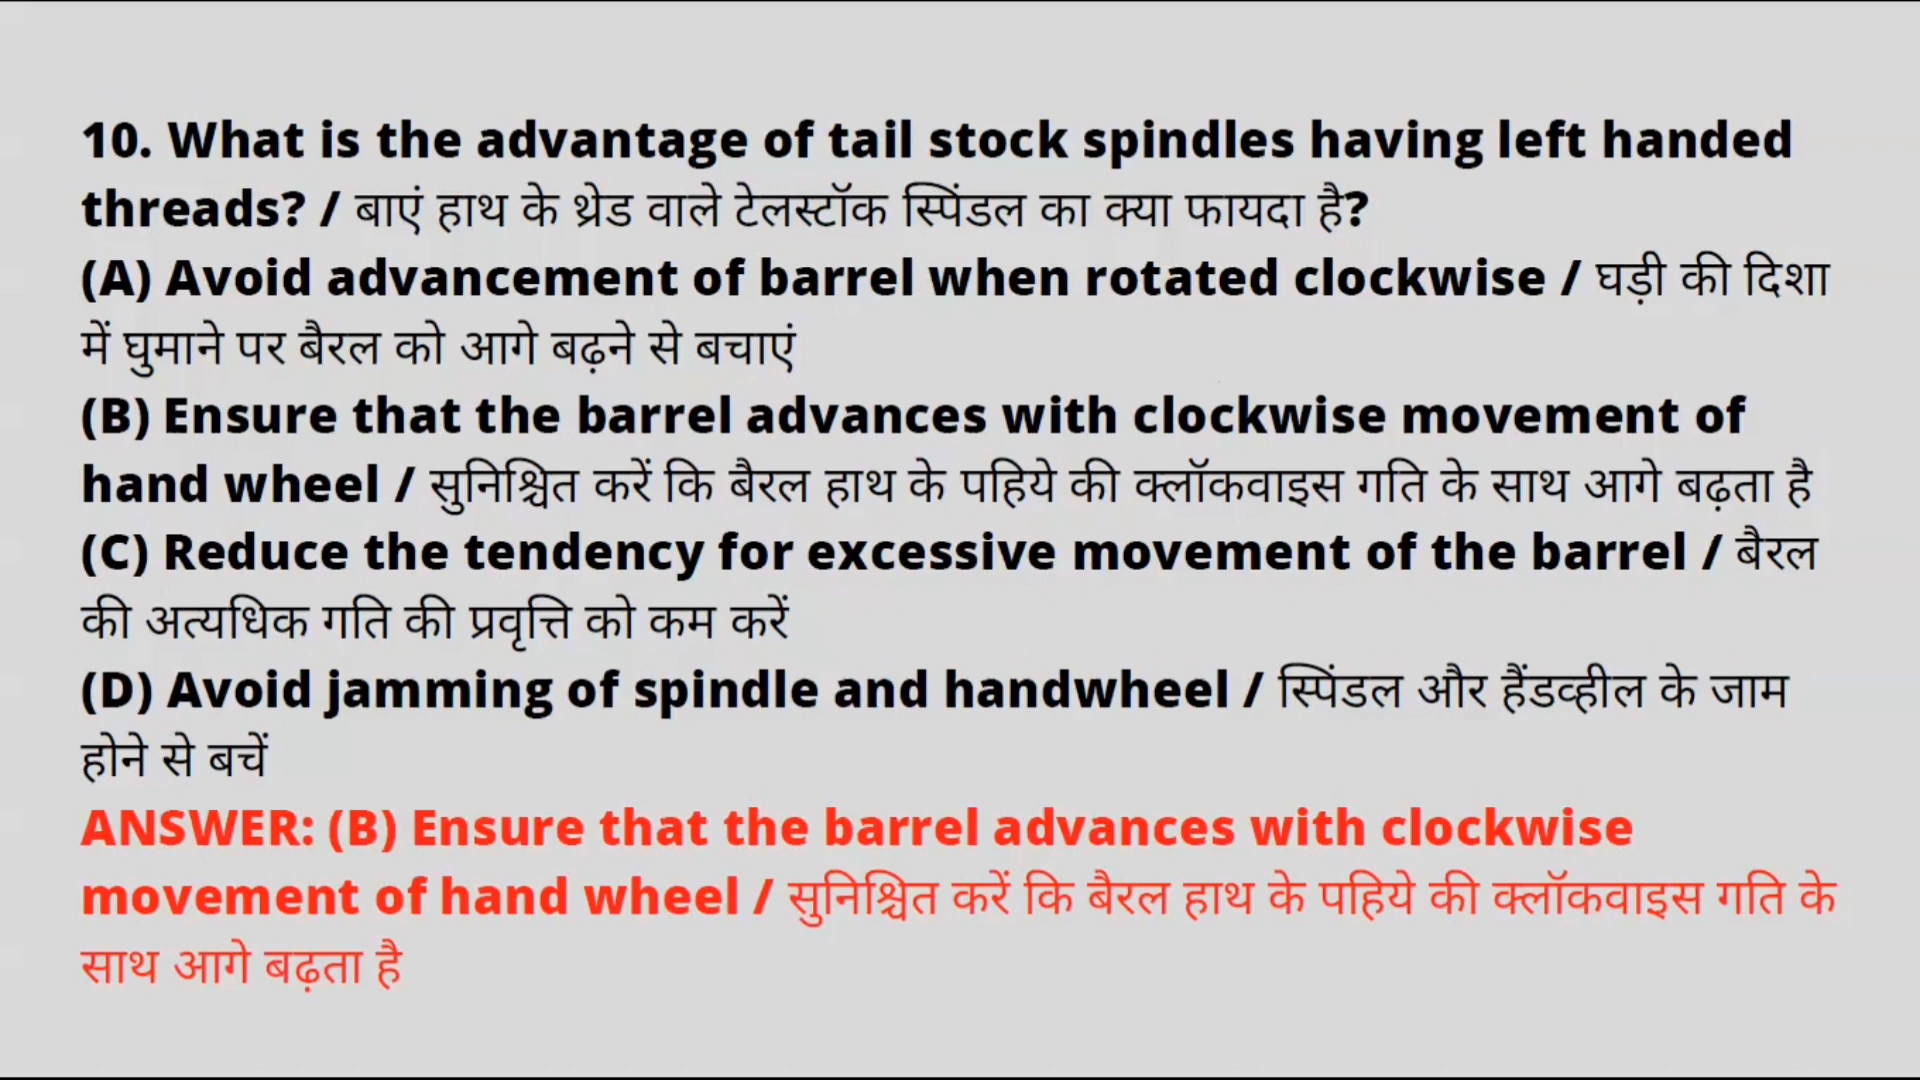 10. What is the advantage of tail stock spindles having left handed
threads? / बाएं हाथ के थ्रेड वाले टेलस्टॉक स्पिंडल का क्या फायदा है?
(A) Avoid advancement of barrel when rotated clockwise / घड़ी की दिशा
में घुमाने पर बैरल को आगे बढ़ने से बचाएं
(B) Ensure that the barrel advances with clockwise movement of
hand wheel / सुनिश्चित करें कि बैरल हाथ के पहिये की क्लॉकवाइस गति के साथ आगे बढ़ता है
(C) Reduce the tendency for excessive movement of the barrel / बैरल
की अत्यधिक गति की प्रवृत्ति को कम करें
(D) Avoid jamming of spindle and handwheel / स्पिंडल और हैंडव्हील के जाम
होने से बचें
ANSWER: (B) Ensure that the barrel advances with clockwise
movement of hand wheel / सुनिश्चित करें कि बैरल हाथ के पहिये की क्लॉकवाइस गति के
साथ आगे बढ़ता है